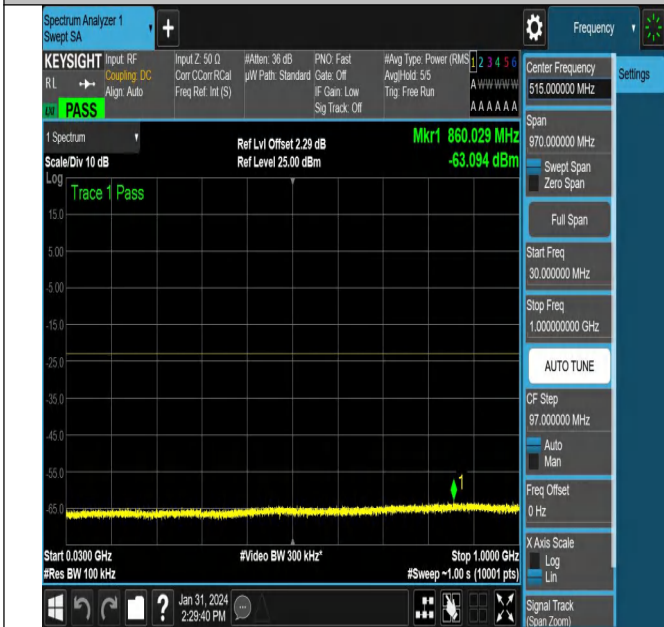 Spectrum Analyzer 1
Swept SA
+
Frequency
KEYSIGHT
RL
PASS
Input: RF
Coupling: DC
Align: Auto
Input Z: 50 Ω
Corr CCorr RCal
Freq Ref: Int (S)
#Atten: 36 dB
µW Path: Standard
PNO: Fast
Gate: Off
IF Gain: Low
Sig Track: Off
#Avg Type: Power (RMS
Avg|Hold: 5/5
Trig: Free Run
1 2 3 4 5 6
A W W W W W
A A A A A A
Center Frequency
515.000000 MHz
Settings
Span
970.000000 MHz
Swept Span
Zero Span
Full Span
Start Freq
30.000000 MHz
Stop Freq
1.000000000 GHz
AUTO TUNE
CF Step
97.000000 MHz
Auto
Man
Freq Offset
0 Hz
X Axis Scale
Log
Lin
Signal Track
(Span Zoom)
1 Spectrum
Scale/Div 10 dB
Ref Lvl Offset 2.29 dB
Ref Level 25.00 dBm
Mkr1 860.029 MHz
-63.094 dBm
Log
Trace 1 Pass
15.0
5.00
-5.00
-15.0
-25.0
-35.0
-45.0
-55.0
-65.0
1
Start 0.0300 GHz
#Res BW 100 kHz
#Video BW 300 kHz*
Stop 1.0000 GHz
#Sweep ~1.00 s (10001 pts)
?
Jan 31, 2024
2:29:40 PM